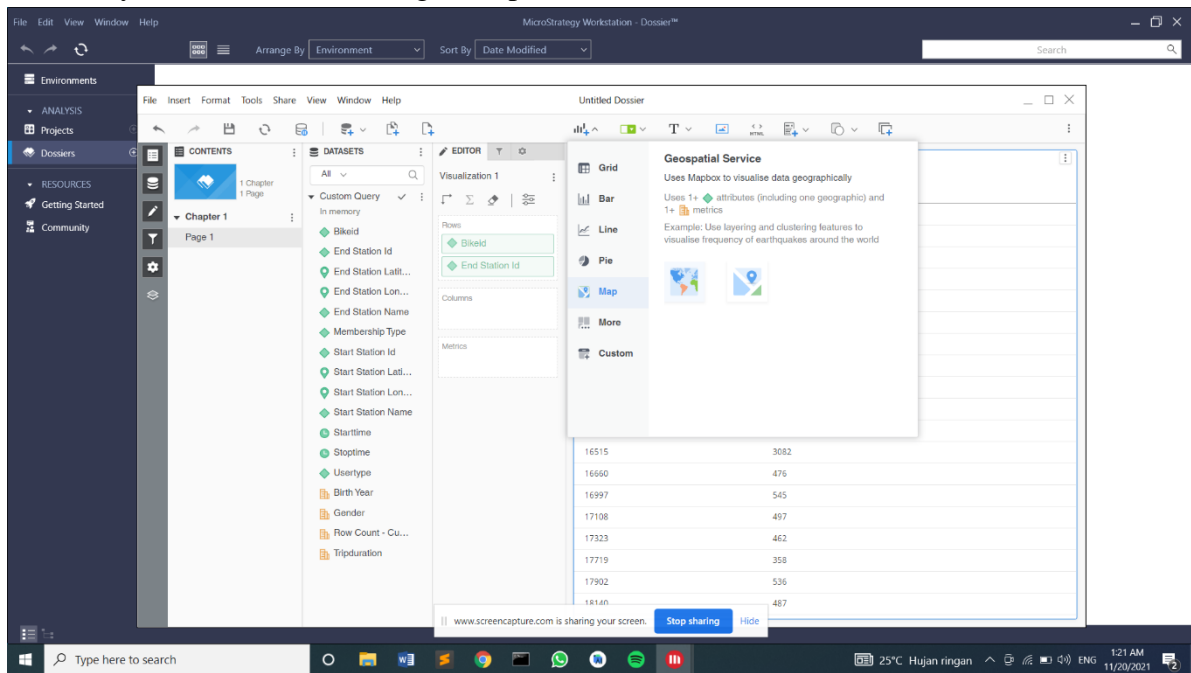 File Edit View Window Help
MicroStrategy Workstation - Dossier™
Arrange By Environment
Sort By Date Modified
Search
Environments
ANALYSIS
Projects
Dossiers
RESOURCES
Getting Started
Community
File Insert Format Tools Share View Window Help
Untitled Dossier
CONTENTS
1 Chapter
1 Page
Chapter 1
Page 1
DATASETS
All
Custom Query
In memory
Bikeid
End Station Id
End Station Latit...
End Station Lon...
End Station Name
Membership Type
Start Station Id
Start Station Lati...
Start Station Lon...
Start Station Name
Starttime
Stoptime
Usertype
Birth Year
Gender
Row Count - Cu...
Tripduration
EDITOR
Visualization 1
Rows
Bikeid
End Station Id
Columns
Metrics
T
HTML
Grid
Bar
Line
Pie
Map
More
Custom
Geospatial Service
Uses Mapbox to visualise data geographically
Uses 1+ attributes (including one geographic) and
1+ metrics
Example: Use layering and clustering features to
visualise frequency of earthquakes around the world
16515 3082
16660 476
16997 545
17108 497
17323 462
17719 358
17902 536
18140 487
www.screencapture.com is sharing your screen. Stop sharing Hide
Type here to search
25°C Hujan ringan
ENG
1:21 AM
11/20/2021
2